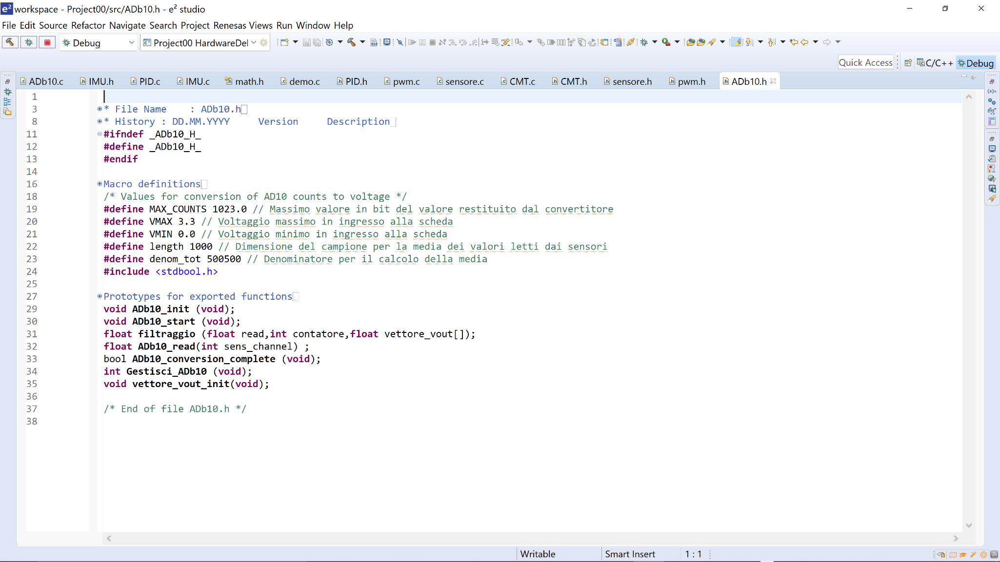 workspace - Project00/src/ADb10.h - e² studio
File Edit Source Refactor Navigate Search Project Renesas Views Run Window Help
Debug Project00 HardwareDel
Quick Access C/C++ Debug
ADb10.c IMU.h PID.c IMU.c math.h demo.c PID.h pwm.c sensore.c CMT.c CMT.h sensore.h pwm.h ADb10.h
1
3 * File Name : ADb10.h
8 * History : DD.MM.YYYY Version Description
11 #ifndef _ADb10_H_
12 #define _ADb10_H_
13 #endif
14
16 Macro definitions
18 /* Values for conversion of AD10 counts to voltage */
19 #define MAX_COUNTS 1023.0 // Massimo valore in bit del valore restituito dal convertitore
20 #define VMAX 3.3 // Voltaggio massimo in ingresso alla scheda
21 #define VMIN 0.0 // Voltaggio minimo in ingresso alla scheda
22 #define length 1000 // Dimensione del campione per la media dei valori letti dai sensori
23 #define denom_tot 500500 // Denominatore per il calcolo della media
24 #include <stdbool.h>
25
27 Prototypes for exported functions
29 void ADb10_init (void);
30 void ADb10_start (void);
31 float filtraggio (float read,int contatore,float vettore_vout[]);
32 float ADb10_read(int sens_channel) ;
33 bool ADb10_conversion_complete (void);
34 int Gestisci_ADb10 (void);
35 void vettore_vout_init(void);
36
37 /* End of file ADb10.h */
38
Writable Smart Insert 1 : 1